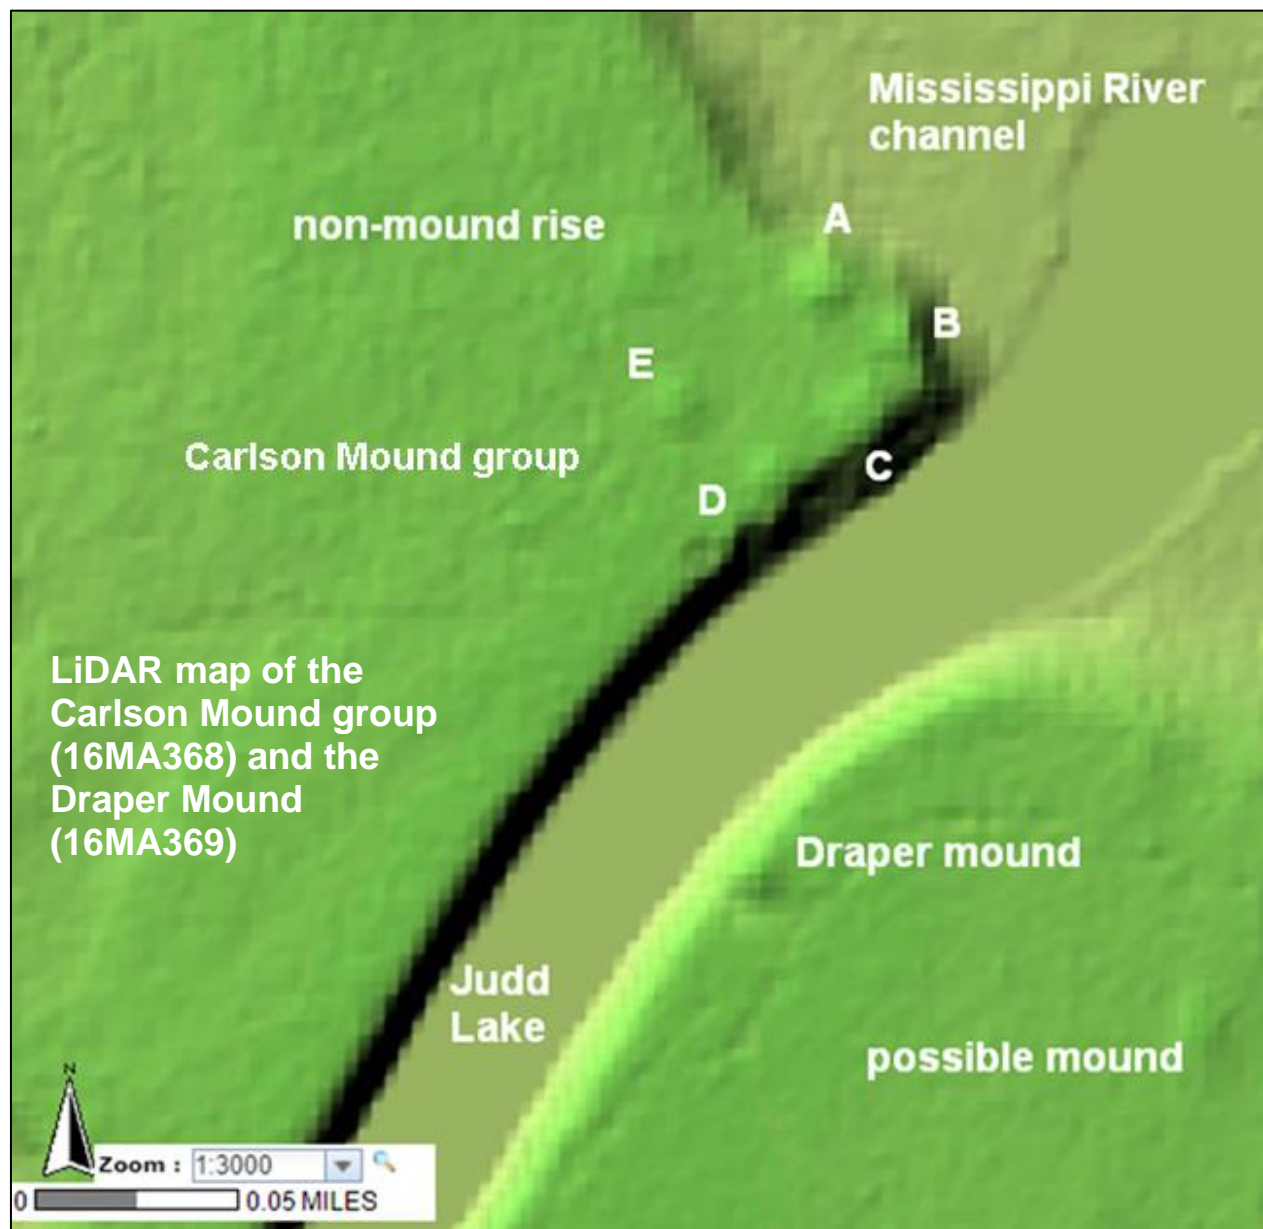 Mississippi River
channel
A
non-mound rise
B
E
Carlson Mound group
C
D
LiDAR map of the
Carlson Mound group
(16MA368) and the
Draper Mound
(16MA369)
Draper mound
Judd
Lake
possible mound
N
Zoom : 1:3000
0 0.05 MILES